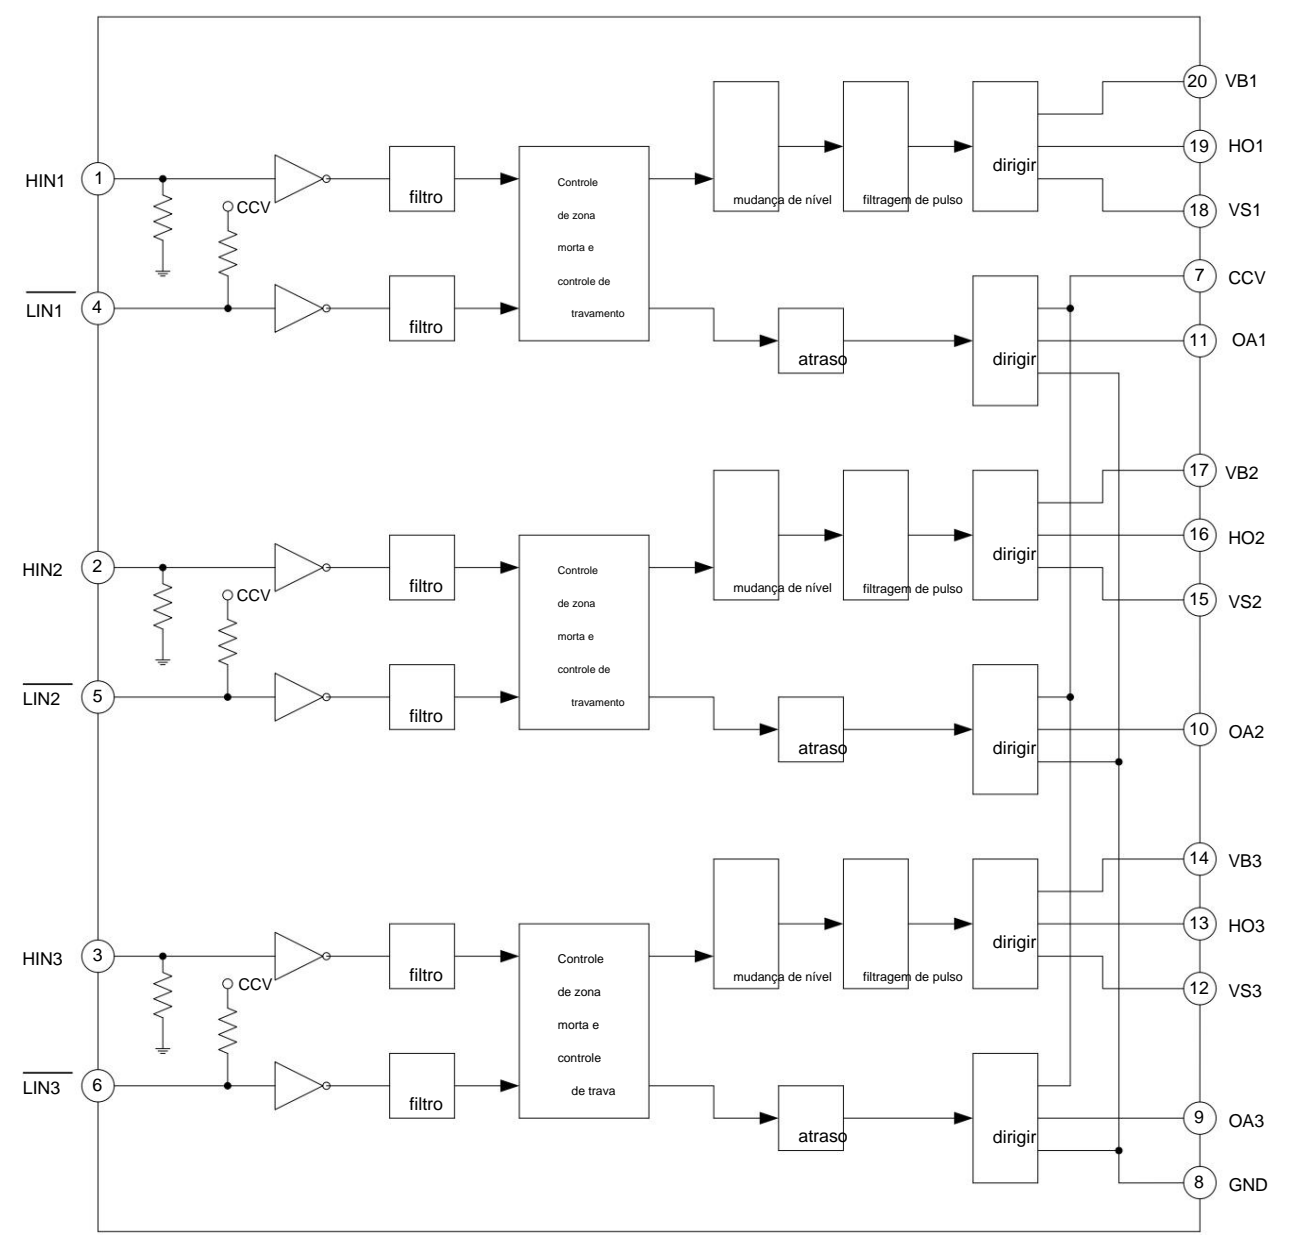 20 VB1
19 HO1
dirigir
mudança de nível
filtragem de pulso
18 VS1
HIN1 1
CCV
filtro
Controle
de zona
morta e
controle de
travamento
LIN1 4
filtro
7 CCV
11 OA1
atraso
dirigir
17 VB2
16 HO2
dirigir
mudança de nível
filtragem de pulso
15 VS2
HIN2 2
CCV
filtro
Controle
de zona
morta e
controle de
travamento
LIN2 5
filtro
10 OA2
atraso
dirigir
14 VB3
13 HO3
dirigir
mudança de nível
filtragem de pulso
12 VS3
HIN3 3
CCV
filtro
Controle
de zona
morta e
controle
de trava
LIN3 6
filtro
9 OA3
atraso
dirigir
8 GND